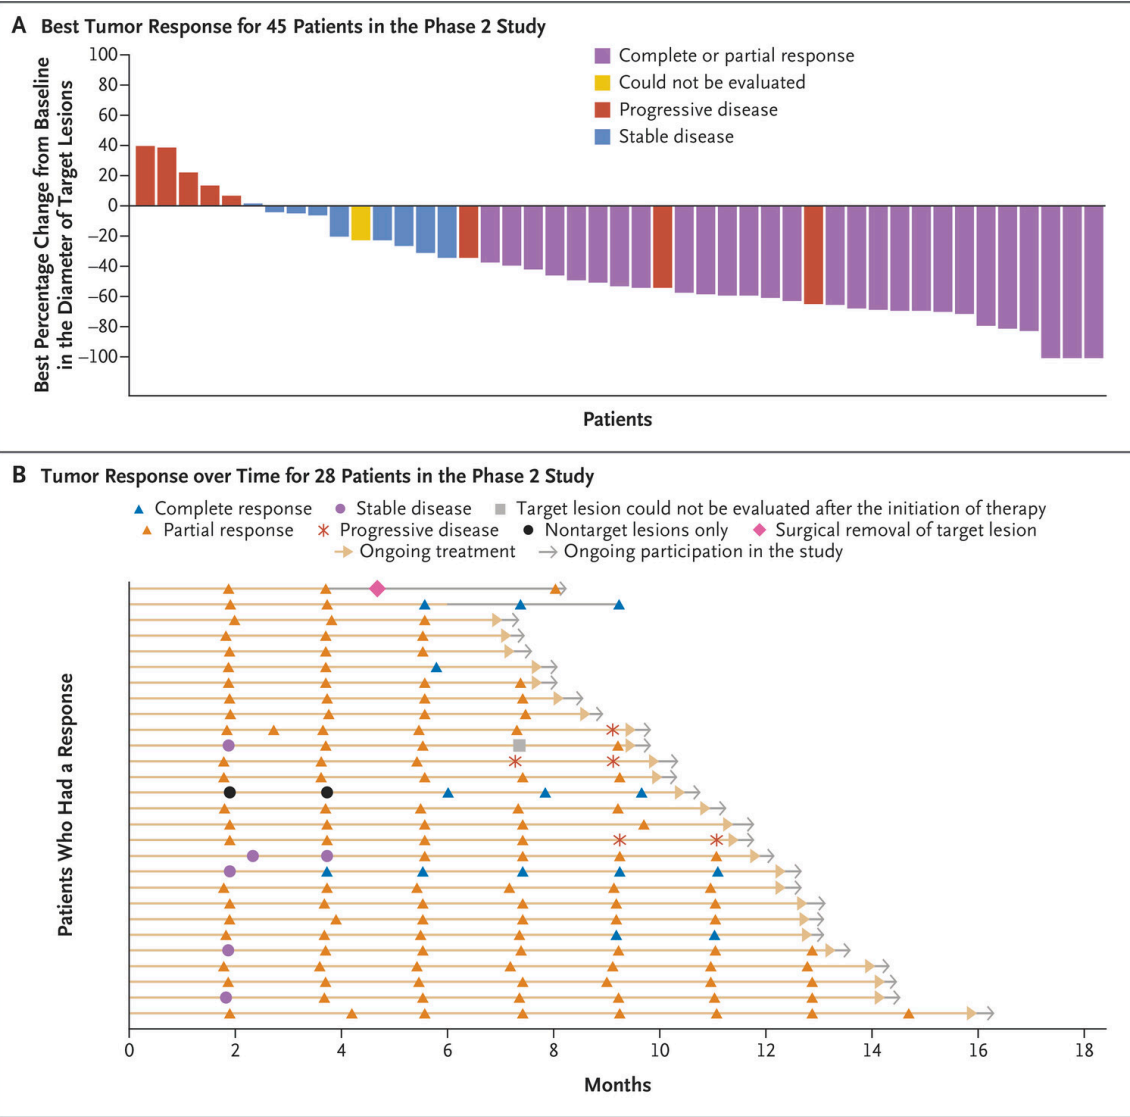 A Best Tumor Response for 45 Patients in the Phase 2 Study
Best Percentage Change from Baseline
in the Diameter of Target Lesions
100
80
60
40
20
0
−20
−40
−60
−80
−100
Complete or partial response
Could not be evaluated
Progressive disease
Stable disease
Patients
B Tumor Response over Time for 28 Patients in the Phase 2 Study
Complete response Stable disease Target lesion could not be evaluated after the initiation of therapy
Partial response Progressive disease Nontarget lesions only Surgical removal of target lesion
Ongoing treatment Ongoing participation in the study
Patients Who Had a Response
0 2 4 6 8 10 12 14 16 18
Months